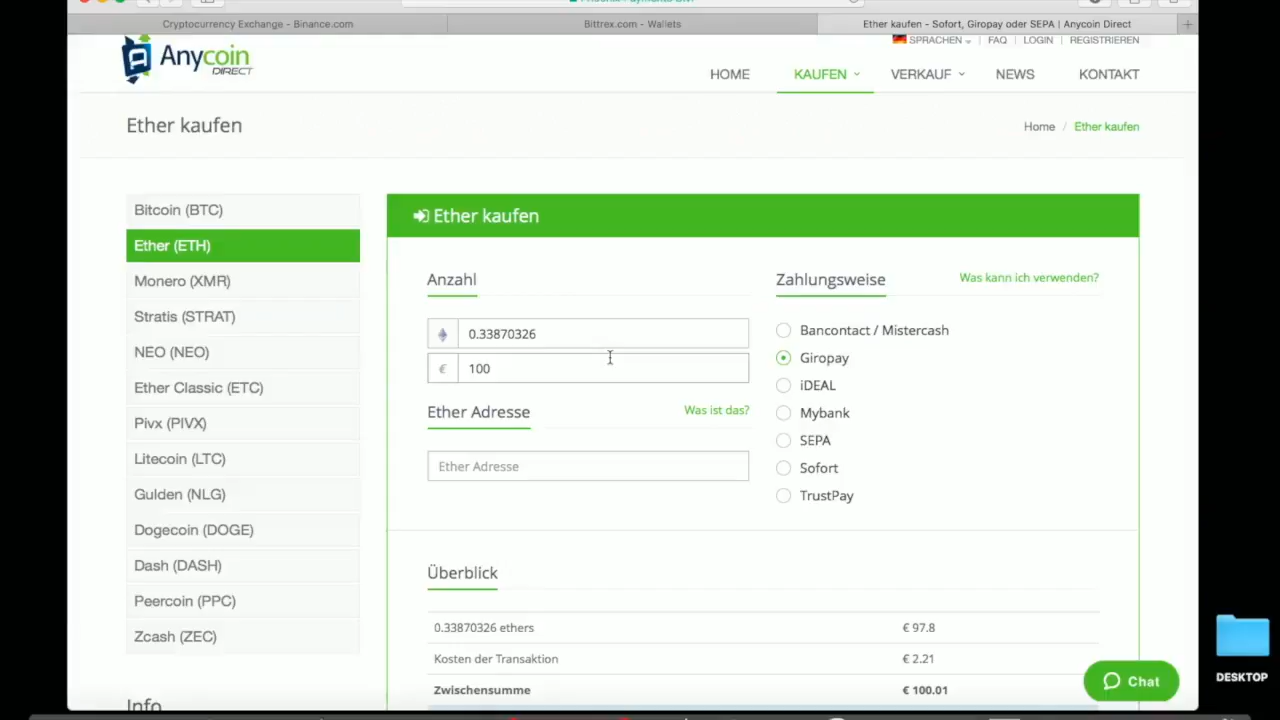 Cryptocurrency Exchange - Binance.com
Bittrex.com - Wallets
Ether kaufen - Sofort, Giropay oder SEPA | Anycoin Direct
+
Anycoin
DIRECT
SPRACHEN
FAQ | LOGIN | REGISTRIEREN
HOME
KAUFEN
VERKAUF
NEWS
KONTAKT
Ether kaufen
Home / Ether kaufen
Bitcoin (BTC)
Ether (ETH)
Monero (XMR)
Stratis (STRAT)
NEO (NEO)
Ether Classic (ETC)
Pivx (PIVX)
Litecoin (LTC)
Gulden (NLG)
Dogecoin (DOGE)
Dash (DASH)
Peercoin (PPC)
Zcash (ZEC)
Info
Ether kaufen
Anzahl
0.33870326
€ 100
Ether Adresse
Was ist das?
Ether Adresse
Zahlungsweise
Was kann ich verwenden?
Bancontact / Mistercash
Giropay
iDEAL
Mybank
SEPA
Sofort
TrustPay
Überblick
0.33870326 ethers € 97.8
Kosten der Transaktion € 2.21
Zwischensumme € 100.01
Chat
DESKTOP